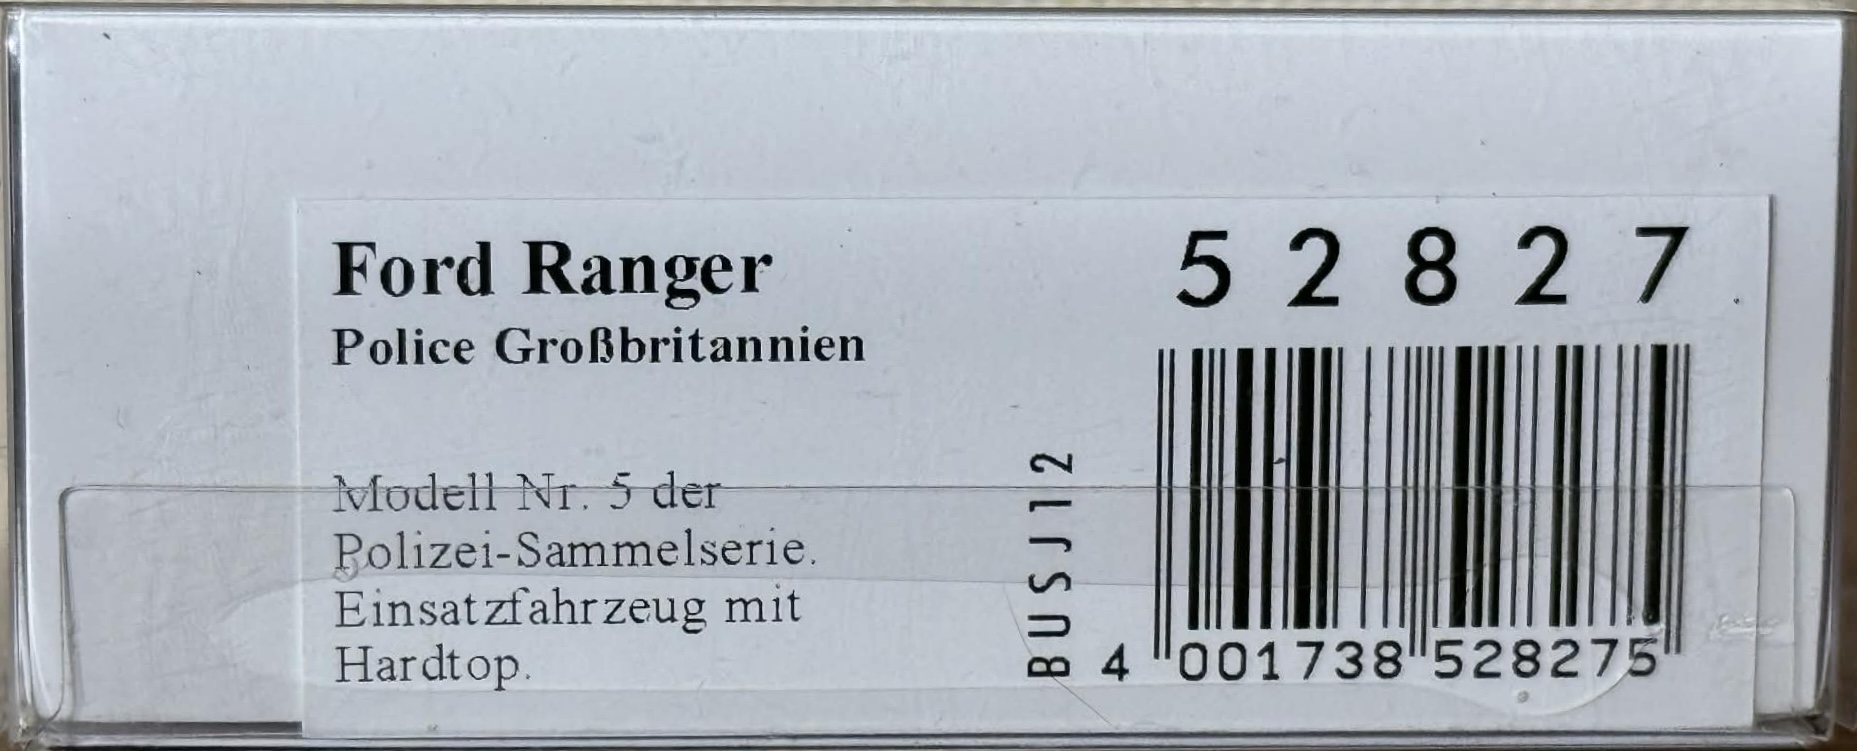 Ford Ranger
Police Großbritannien
Modell Nr. 5 der
Polizei-Sammelserie.
Einsatzfahrzeug mit
Hardtop.
52827
BUSJ12
4 001738 528275